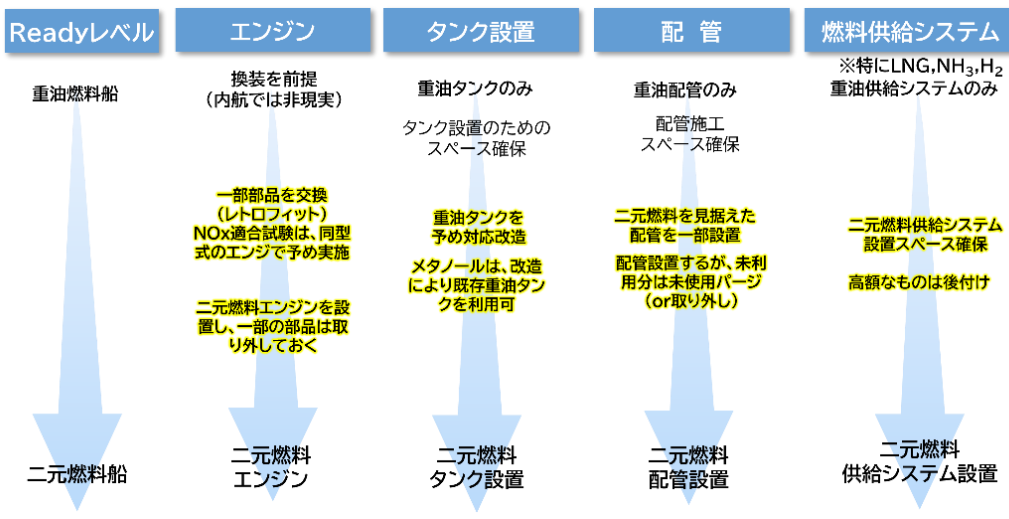 Readyレベル
重油燃料船
二元燃料船
エンジン
換装を前提
(内航では非現実)
一部部品を交換
(レトロフィット)
NOx適合試験は、同型
式のエンジで予め実施
二元燃料エンジンを設
置し、一部の部品は取
り外しておく
二元燃料
エンジン
タンク設置
重油タンクのみ
タンク設置のための
スペース確保
重油タンクを
予め対応改造
メタノールは、改造
により既存重油タン
クを利用可
二元燃料
タンク設置
配 管
重油配管のみ
配管施工
スペース確保
二元燃料を見据えた
配管を一部設置
配管設置するが、未利
用分は未使用パージ
(or取り外し)
二元燃料
配管設置
燃料供給システム
※特にLNG,NH₃,H₂
重油供給システムのみ
二元燃料供給システム
設置スペース確保
高額なものは後付け
二元燃料
供給システム設置